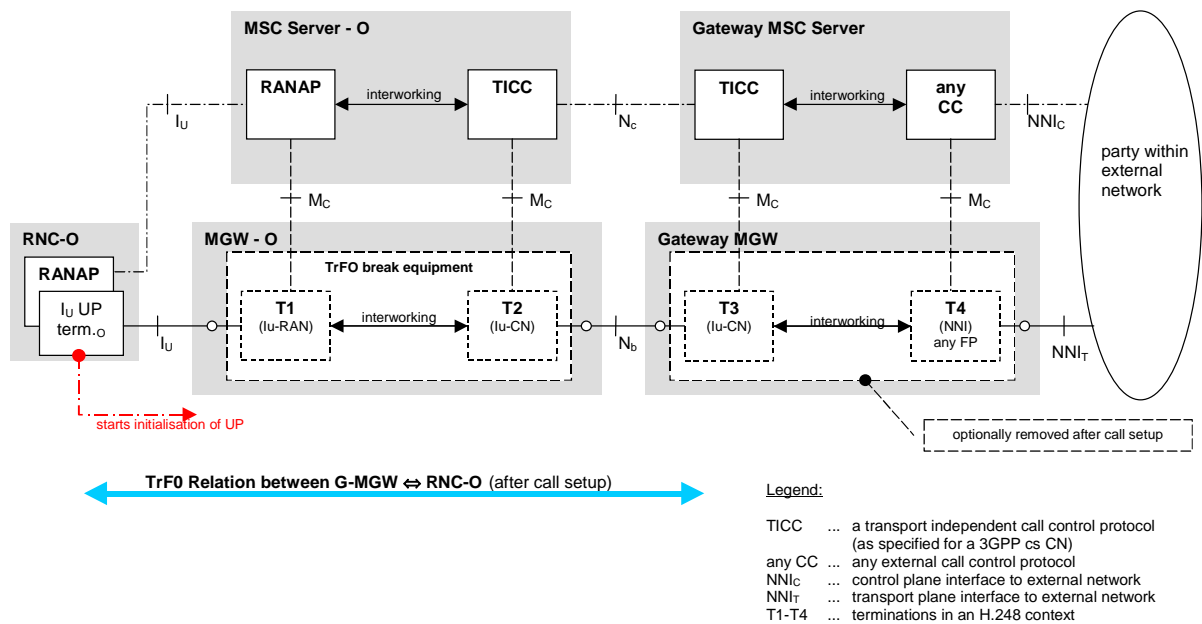 MSC Server - O
Gateway MSC Server
RANAP
interworking
TICC
TICC
interworking
any
CC
IU
Nc
NNIC
party within
external
network
MC
MC
MC
MC
RNC-O
MGW - O
Gateway MGW
RANAP
TrFO break equipment
IU UP
term.O
T1
(Iu-RAN)
interworking
T2
(Iu-CN)
T3
(Iu-CN)
interworking
T4
(NNI)
any FP
IU
Nb
NNIT
starts initialisation of UP
optionally removed after call setup
TrF0 Relation between G-MGW ⇔ RNC-O (after call setup)
Legend:
TICC ... a transport independent call control protocol
(as specified for a 3GPP cs CN)
any CC ... any external call control protocol
NNIC ... control plane interface to external network
NNIT ... transport plane interface to external network
T1-T4 ... terminations in an H.248 context